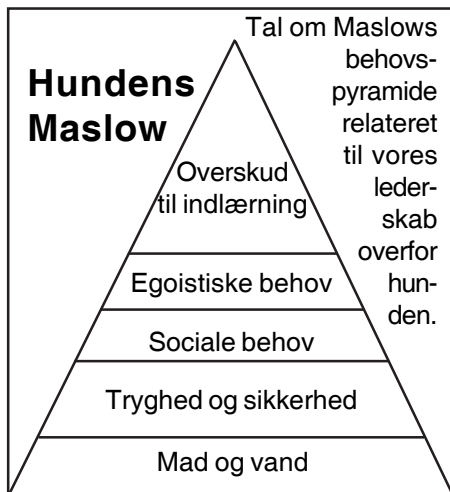 Hundens
Maslow
Tal om Maslows
behovs-
pyramide
relateret
til vores
leder-
skab
overfor
hun-
den.
Overskud
til indlærning
Egoistiske behov
Sociale behov
Tryghed og sikkerhed
Mad og vand